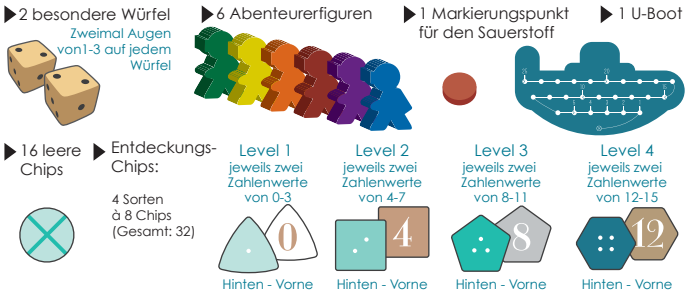 2 besondere Würfel
Zweimal Augen
von1-3 auf jedem
Würfel
6 Abenteurerfiguren
1 Markierungspunkt
für den Sauerstoff
1 U-Boot
16 leere
Chips
Entdeckungs-
Chips:
4 Sorten
à 8 Chips
(Gesamt: 32)
Level 1
jeweils zwei
Zahlenwerte
von 0-3
0
Hinten - Vorne
Level 2
jeweils zwei
Zahlenwerte
von 4-7
4
Hinten - Vorne
Level 3
jeweils zwei
Zahlenwerte
von 8-11
8
Hinten - Vorne
Level 4
jeweils zwei
Zahlenwerte
von 12-15
12
Hinten - Vorne